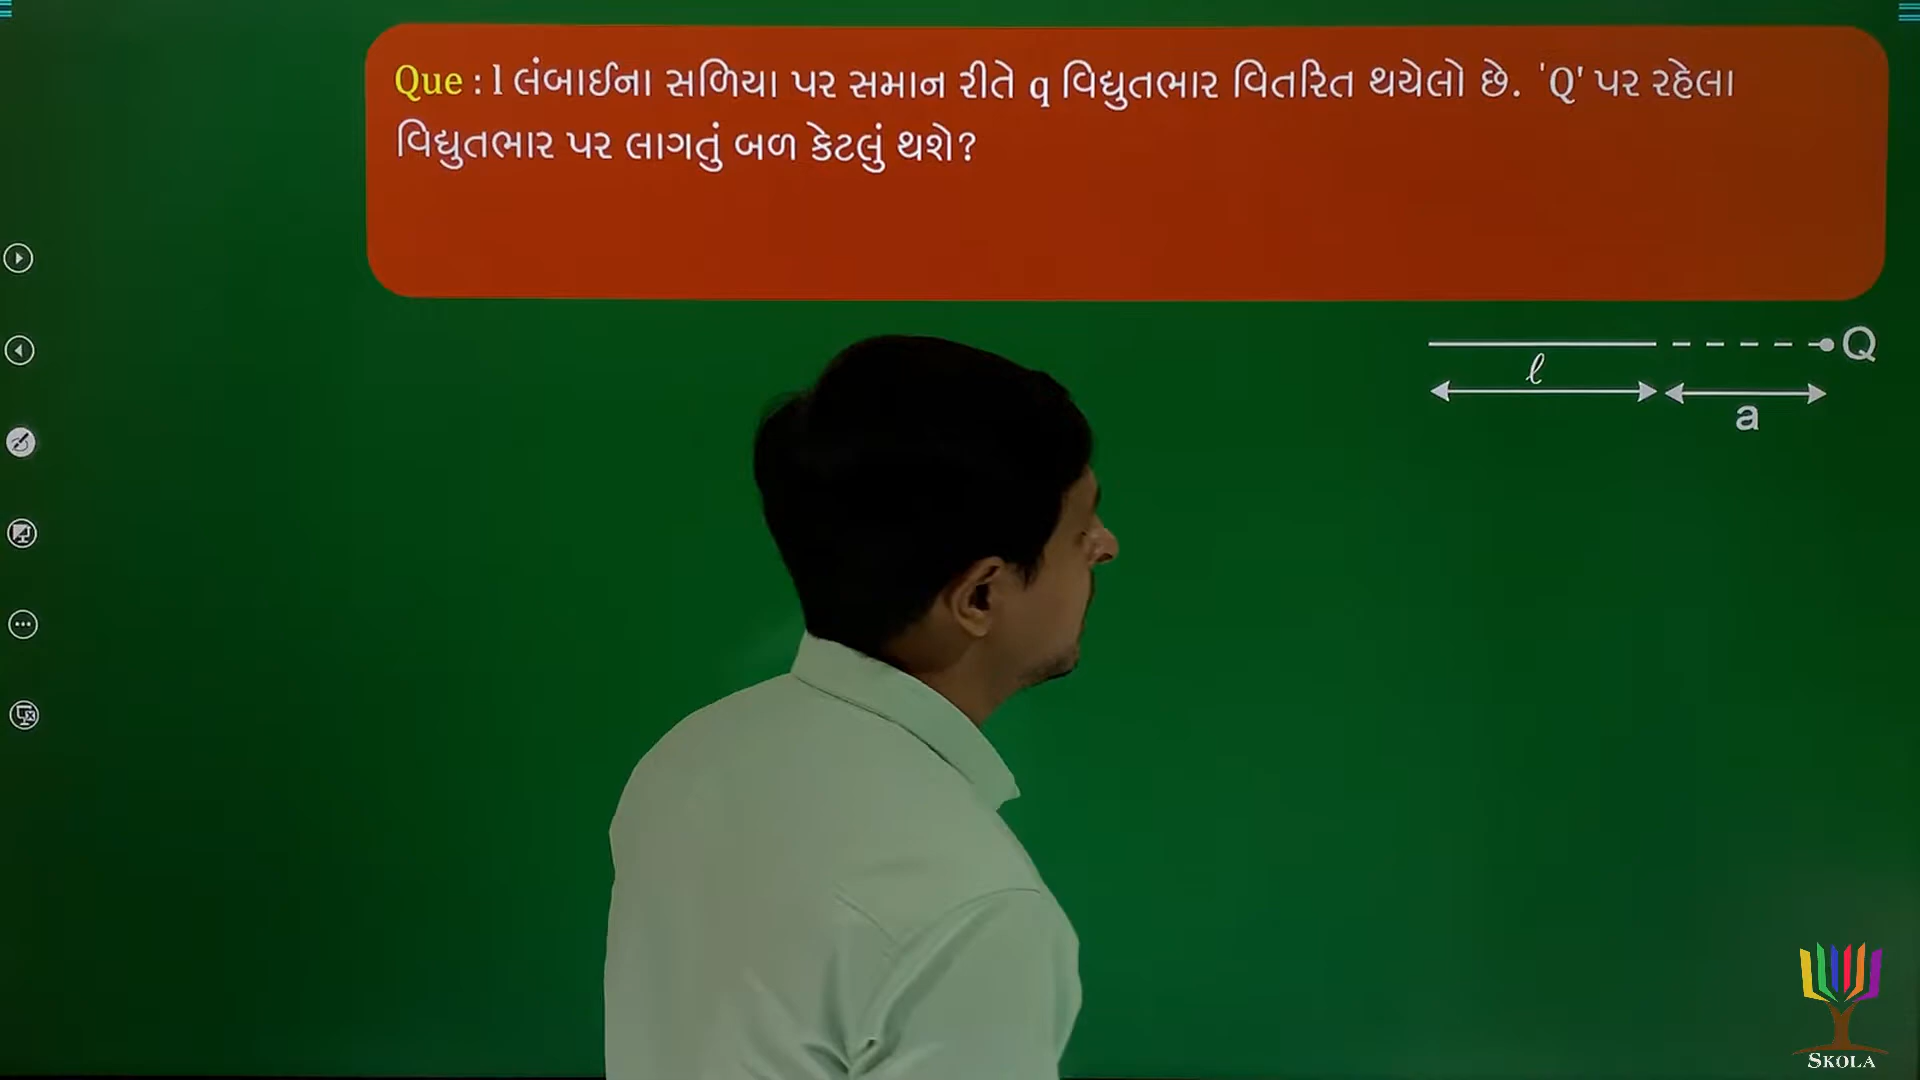 Que : l લંબાઈના સળિયા પર સમાન રીતે q વિદ્યુતભાર વિતરિત થયેલો છે. 'Q' પર રહેલા
વિદ્યુતભાર પર લાગતું બળ કેટલું થશે?
Q
ℓ
a
SKOLA